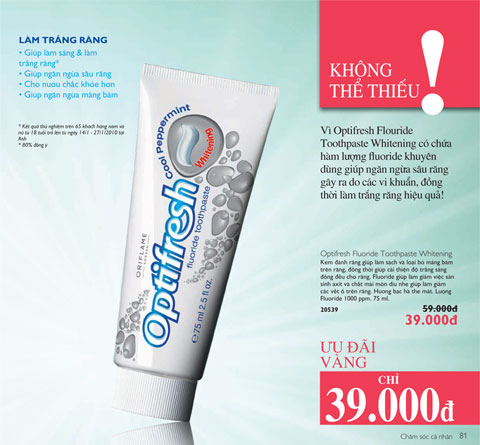 LÀM TRẮNG RĂNG
• Giúp làm sáng & làm
trắng răng*
• Giúp ngăn ngừa sâu răng
• Cho nướu chắc khỏe hơn
• Giúp ngăn ngừa mảng bám
* Kết quả thử nghiệm trên 65 khách hàng nam và
nữ từ 18 tuổi trở lên từ ngày 14/1 - 27/1/2010 tại
Anh
* 80% đồng ý
Cool Peppermint
Whitening
Optifresh
fluoride toothpaste
ORIFLAME
e 75 ml 2.5 fl.oz.
KHÔNG
THỂ THIẾU
!
Vì Optifresh Flouride
Toothpaste Whitening có chứa
hàm lượng fluoride khuyên
dùng giúp ngăn ngừa sâu răng
gây ra do các vi khuẩn, đồng
thời làm trắng răng hiệu quả!
Optifresh Fluoride Toothpaste Whitening
Kem đánh răng giúp làm sạch và loại bỏ mảng bám
trên răng, đồng thời giúp cải thiện độ trắng sáng
đồng đều cho răng. Fluoride giúp làm giảm việc sản
sinh axít và chất mài mòn dịu nhẹ giúp làm giảm
các vết ố trên răng. Hương bạc hà the mát. Lượng
Fluoride 1000 ppm. 75 ml.
20539 59.000đ
39.000đ
ƯU ĐÃI
VÀNG
CHỈ
39.000đ
Chăm sóc cá nhân 81